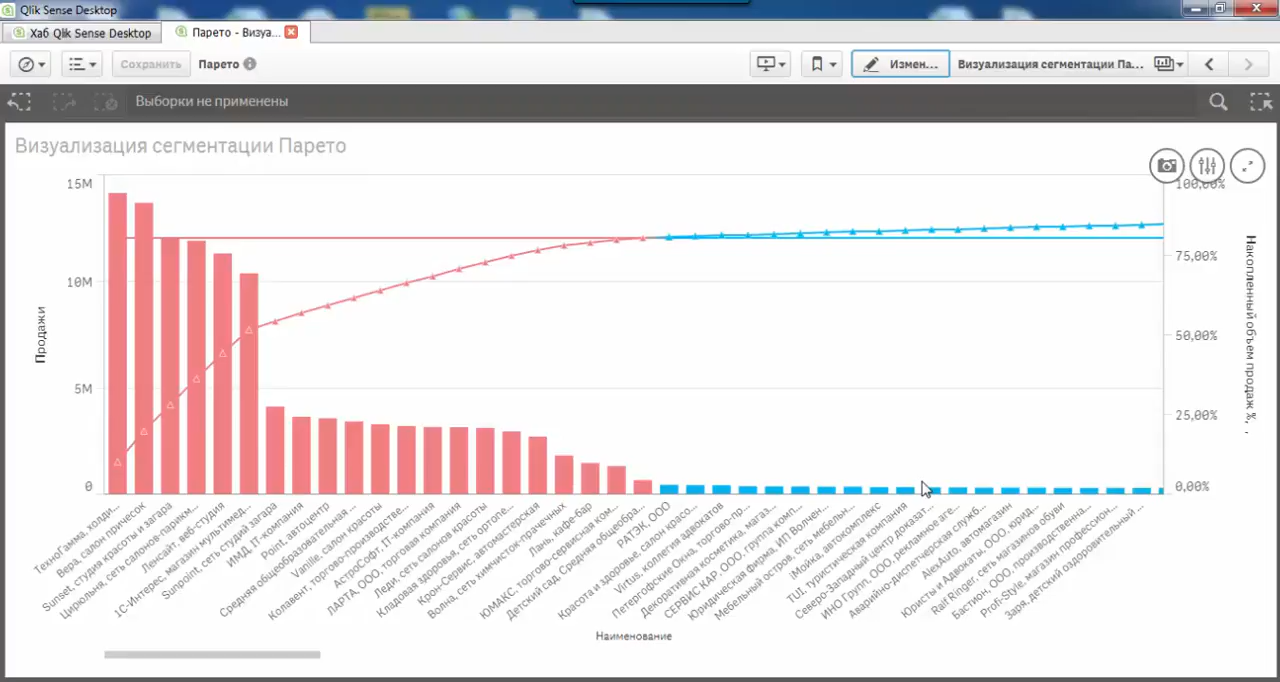 Qlik Sense Desktop
Хаб Qlik Sense Desktop
Парето - Визуа...
Сохранить
Парето
Измен...
Визуализация сегментации Па...
Выборки не применены
Визуализация сегментации Парето
15M
10M
5M
0
Продажи
100,00%
75,00%
50,00%
25,00%
0,00%
Накопленный объем продаж %, ,
ТехноГамма, холди...
Вера, салон причесок
Sunset, студия красоты и загара
Цирюльня, сеть салонов-парикм...
Ленсайт, веб-студия
1С-Интерес, магазин мультимед...
Sunpoint, сеть студий загара
ИМД, IT-компания
Point, автоцентр
Средняя общеобразовательная...
Vanille, салон красоты
Колавент, торгово-производстве...
АстроСофт, IT-компания
ЛАРТА, ООО, торговая компания
Леди, сеть салонов красоты
Кладовая здоровья, сеть ортопе...
Крон-Сервис, автомастерская
Волна, сеть химчисток-прачечных
Лань, кафе-бар
ЮМАКС, торгово-сервисная ком...
Детский сад, Средняя общеобра...
РАТЭК, ООО
Красота и здоровье, салон красо...
Virtus, коллегия адвокатов
Петергофские Окна, торгово-пр...
Декоративная косметика, магаз...
СЕРВИС КАР, ООО, группа комп...
Юридическая фирма, ИП Волчен...
Мебельный остров, сеть мебельн...
iМойка, автокомплекс
TUI, туристическая компания
Северо-Западный центр доказат...
ИНО Групп, ООО, рекламное аге...
Аварийно-диспетчерская служб...
AlexAuto, автомагазин
Юристы и Адвокаты, ООО, юрид...
Ralf Ringer, сеть магазинов обуви
Бастион, ООО, производственна...
Profi-Style, магазин профессион...
Заря, детский оздоровительный ...
Наименование